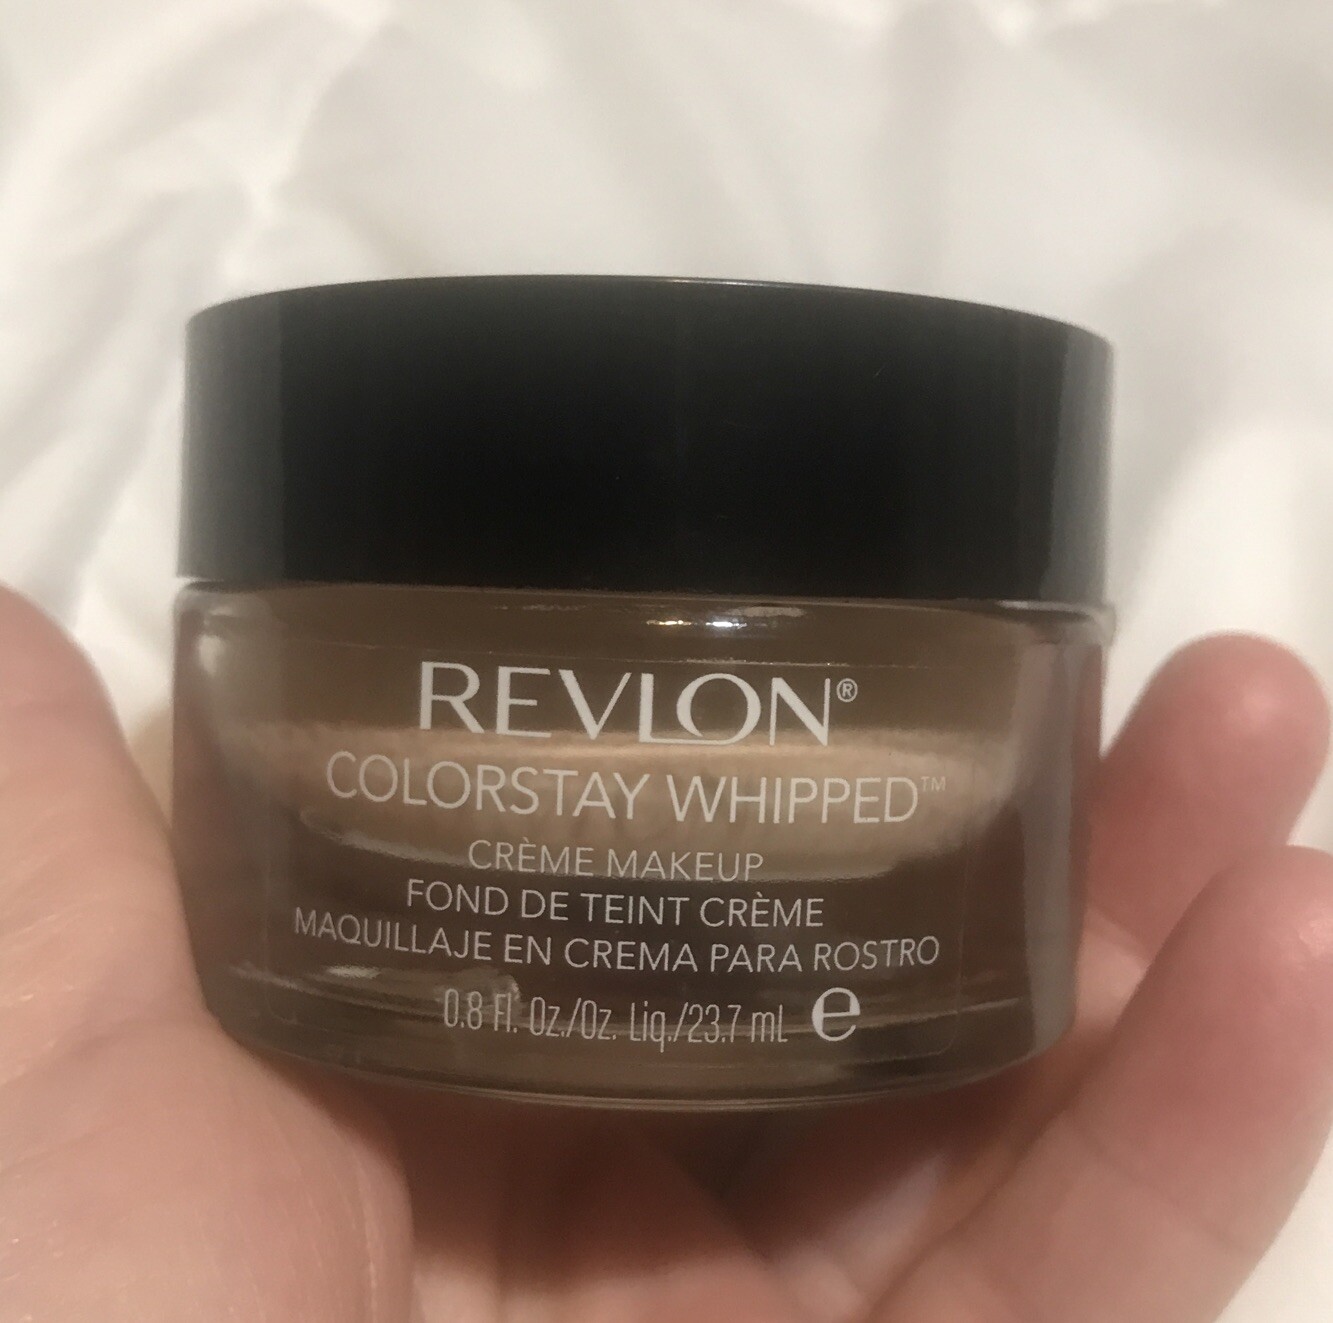 REVLON®
COLORSTAY WHIPPED™
CRÈME MAKEUP
FOND DE TEINT CRÈME
MAQUILLAJE EN CREMA PARA ROSTRO
0.8 Fl. Oz./Oz. Liq./23.7 mL e